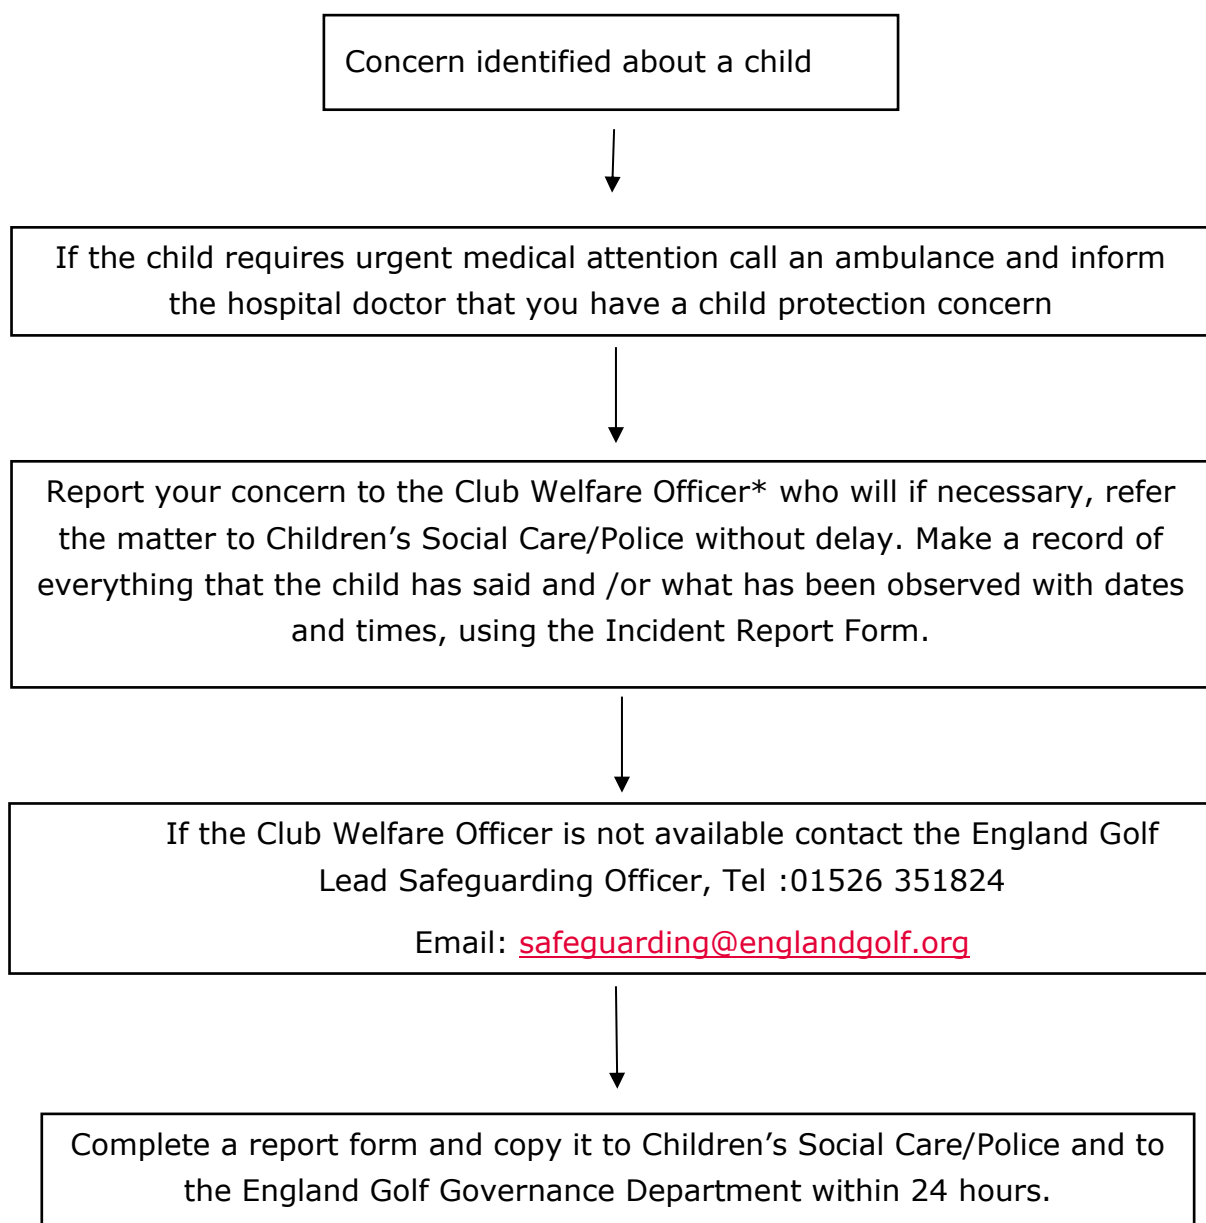 Concern identified about a child
If the child requires urgent medical attention call an ambulance and inform
the hospital doctor that you have a child protection concern
Report your concern to the Club Welfare Officer* who will if necessary, refer
the matter to Children’s Social Care/Police without delay. Make a record of
everything that the child has said and /or what has been observed with dates
and times, using the Incident Report Form.
If the Club Welfare Officer is not available contact the England Golf
Lead Safeguarding Officer, Tel :01526 351824
Email: safeguarding@englandgolf.org
Complete a report form and copy it to Children’s Social Care/Police and to
the England Golf Governance Department within 24 hours.